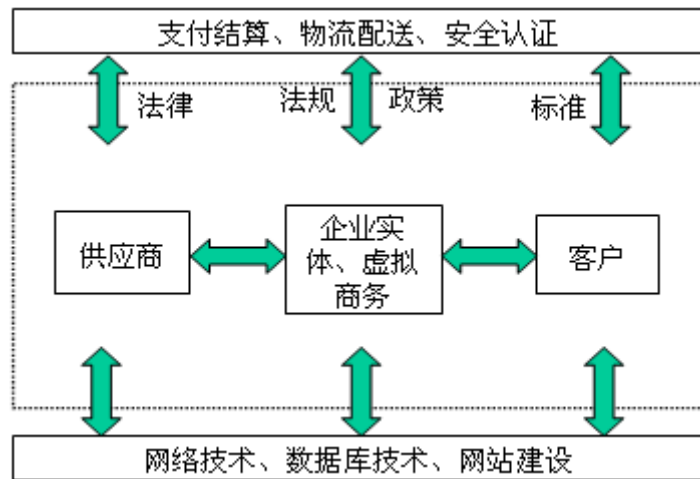 支付结算、物流配送、安全认证
法律 法规 政策 标准
供应商
企业实
体、虚拟
商务
客户
网络技术、数据库技术、网站建设